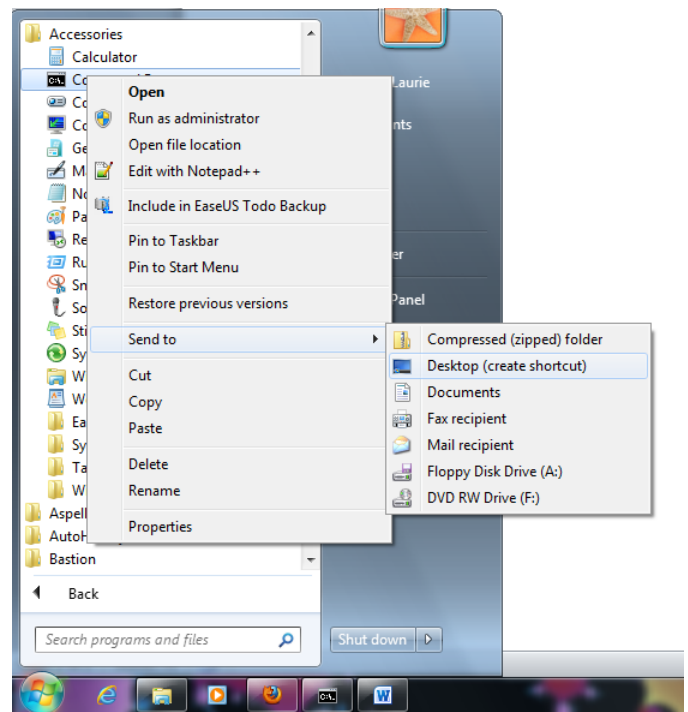 Accessories
Calculator
Laurie
Open
Run as administrator
Open file location
Edit with Notepad++
Include in EaseUS Todo Backup
Pin to Taskbar
Pin to Start Menu
Restore previous versions
Send to
Cut
Copy
Paste
Delete
Rename
Properties
Compressed (zipped) folder
Desktop (create shortcut)
Documents
Fax recipient
Mail recipient
Floppy Disk Drive (A:)
DVD RW Drive (F:)
Panel
Bastion
Back
Search programs and files
Shut down